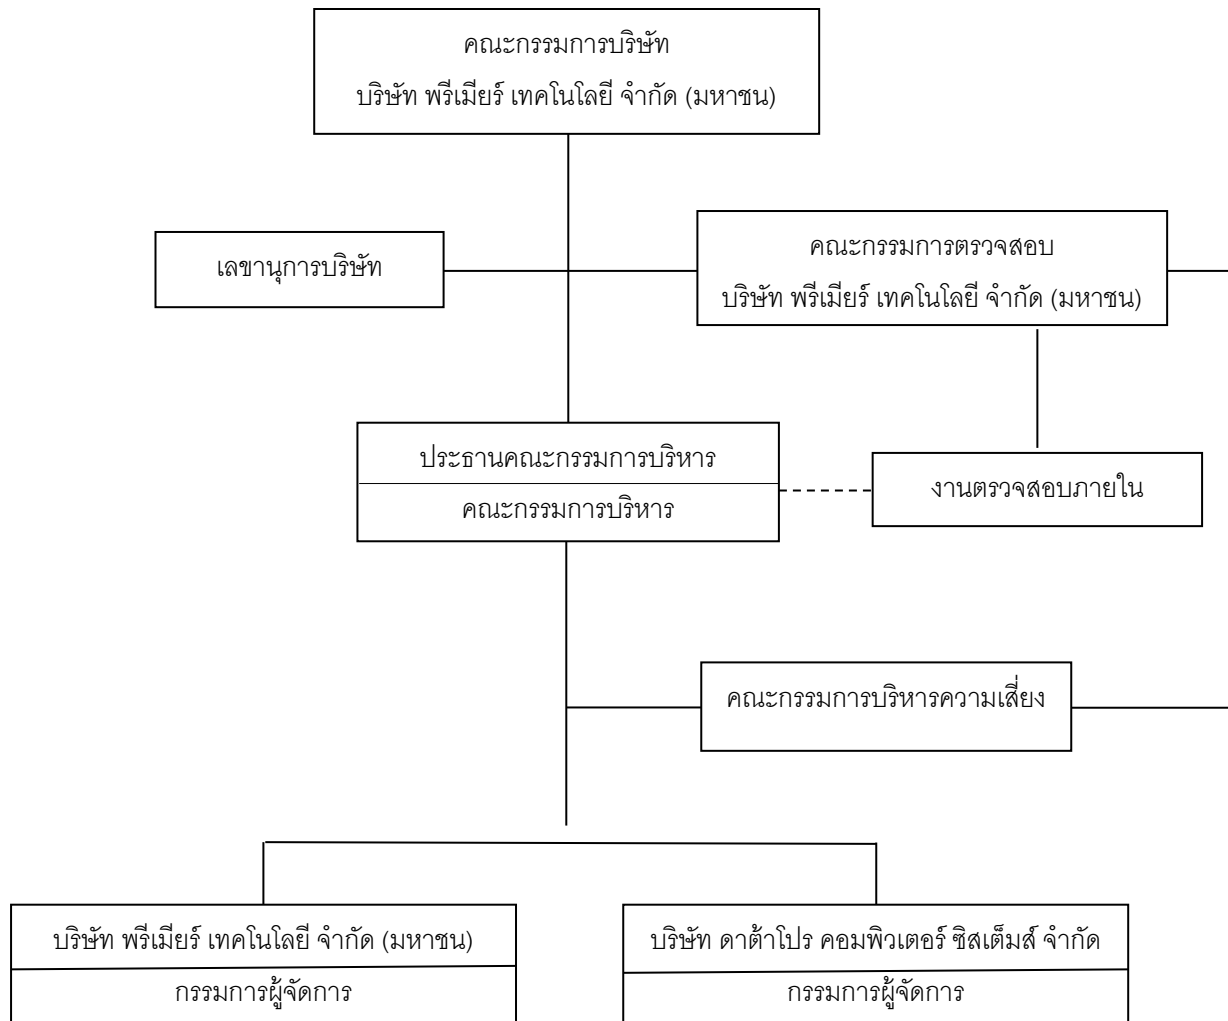 คณะกรรมการบริษัท
บริษัท พรีเมียร์ เทคโนโลยี จำกัด (มหาชน)
เลขานุการบริษัท
คณะกรรมการตรวจสอบ
บริษัท พรีเมียร์ เทคโนโลยี จำกัด (มหาชน)
ประธานคณะกรรมการบริหาร
คณะกรรมการบริหาร
งานตรวจสอบภายใน
คณะกรรมการบริหารความเสี่ยง
บริษัท พรีเมียร์ เทคโนโลยี จำกัด (มหาชน)
กรรมการผู้จัดการ
บริษัท ดาต้าโปร คอมพิวเตอร์ ซิสเต็มส์ จำกัด
กรรมการผู้จัดการ